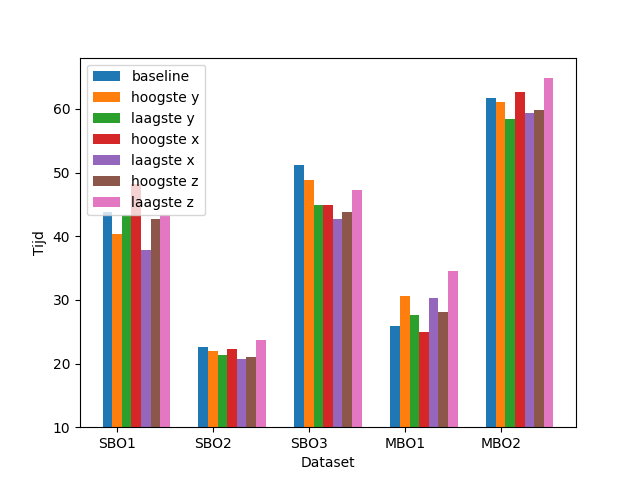 baseline
hoogste y
laagste y
hoogste x
laagste x
hoogste z
laagste z
60
50
40
30
20
10
Tijd
SBO1 SBO2 SBO3 MBO1 MBO2
Dataset